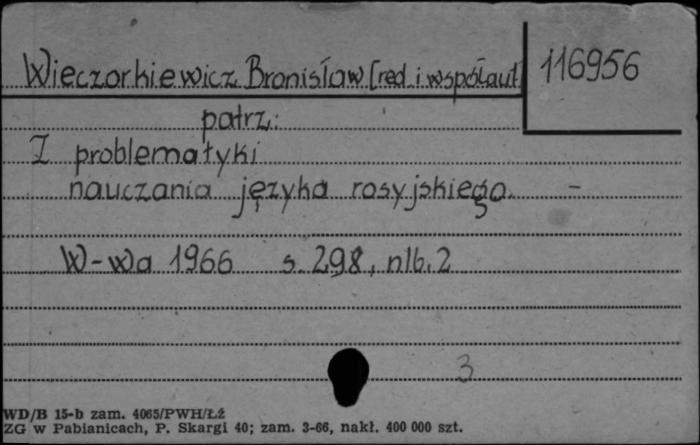 Wieczorkiewicz Bronisław [red. i współaut]
116956
patrz:
Z problematyki
nauczania języka rosyjskiego. -
W-wa 1966 s. 298, nlb. 2
3
WD/B 15-b zam. 4065/PWH/Łż
ZG w Pabianicach, P. Skargi 40; zam. 3-66, nakł. 400 000 szt.